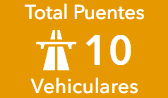 Total Puentes
10
Vehiculares